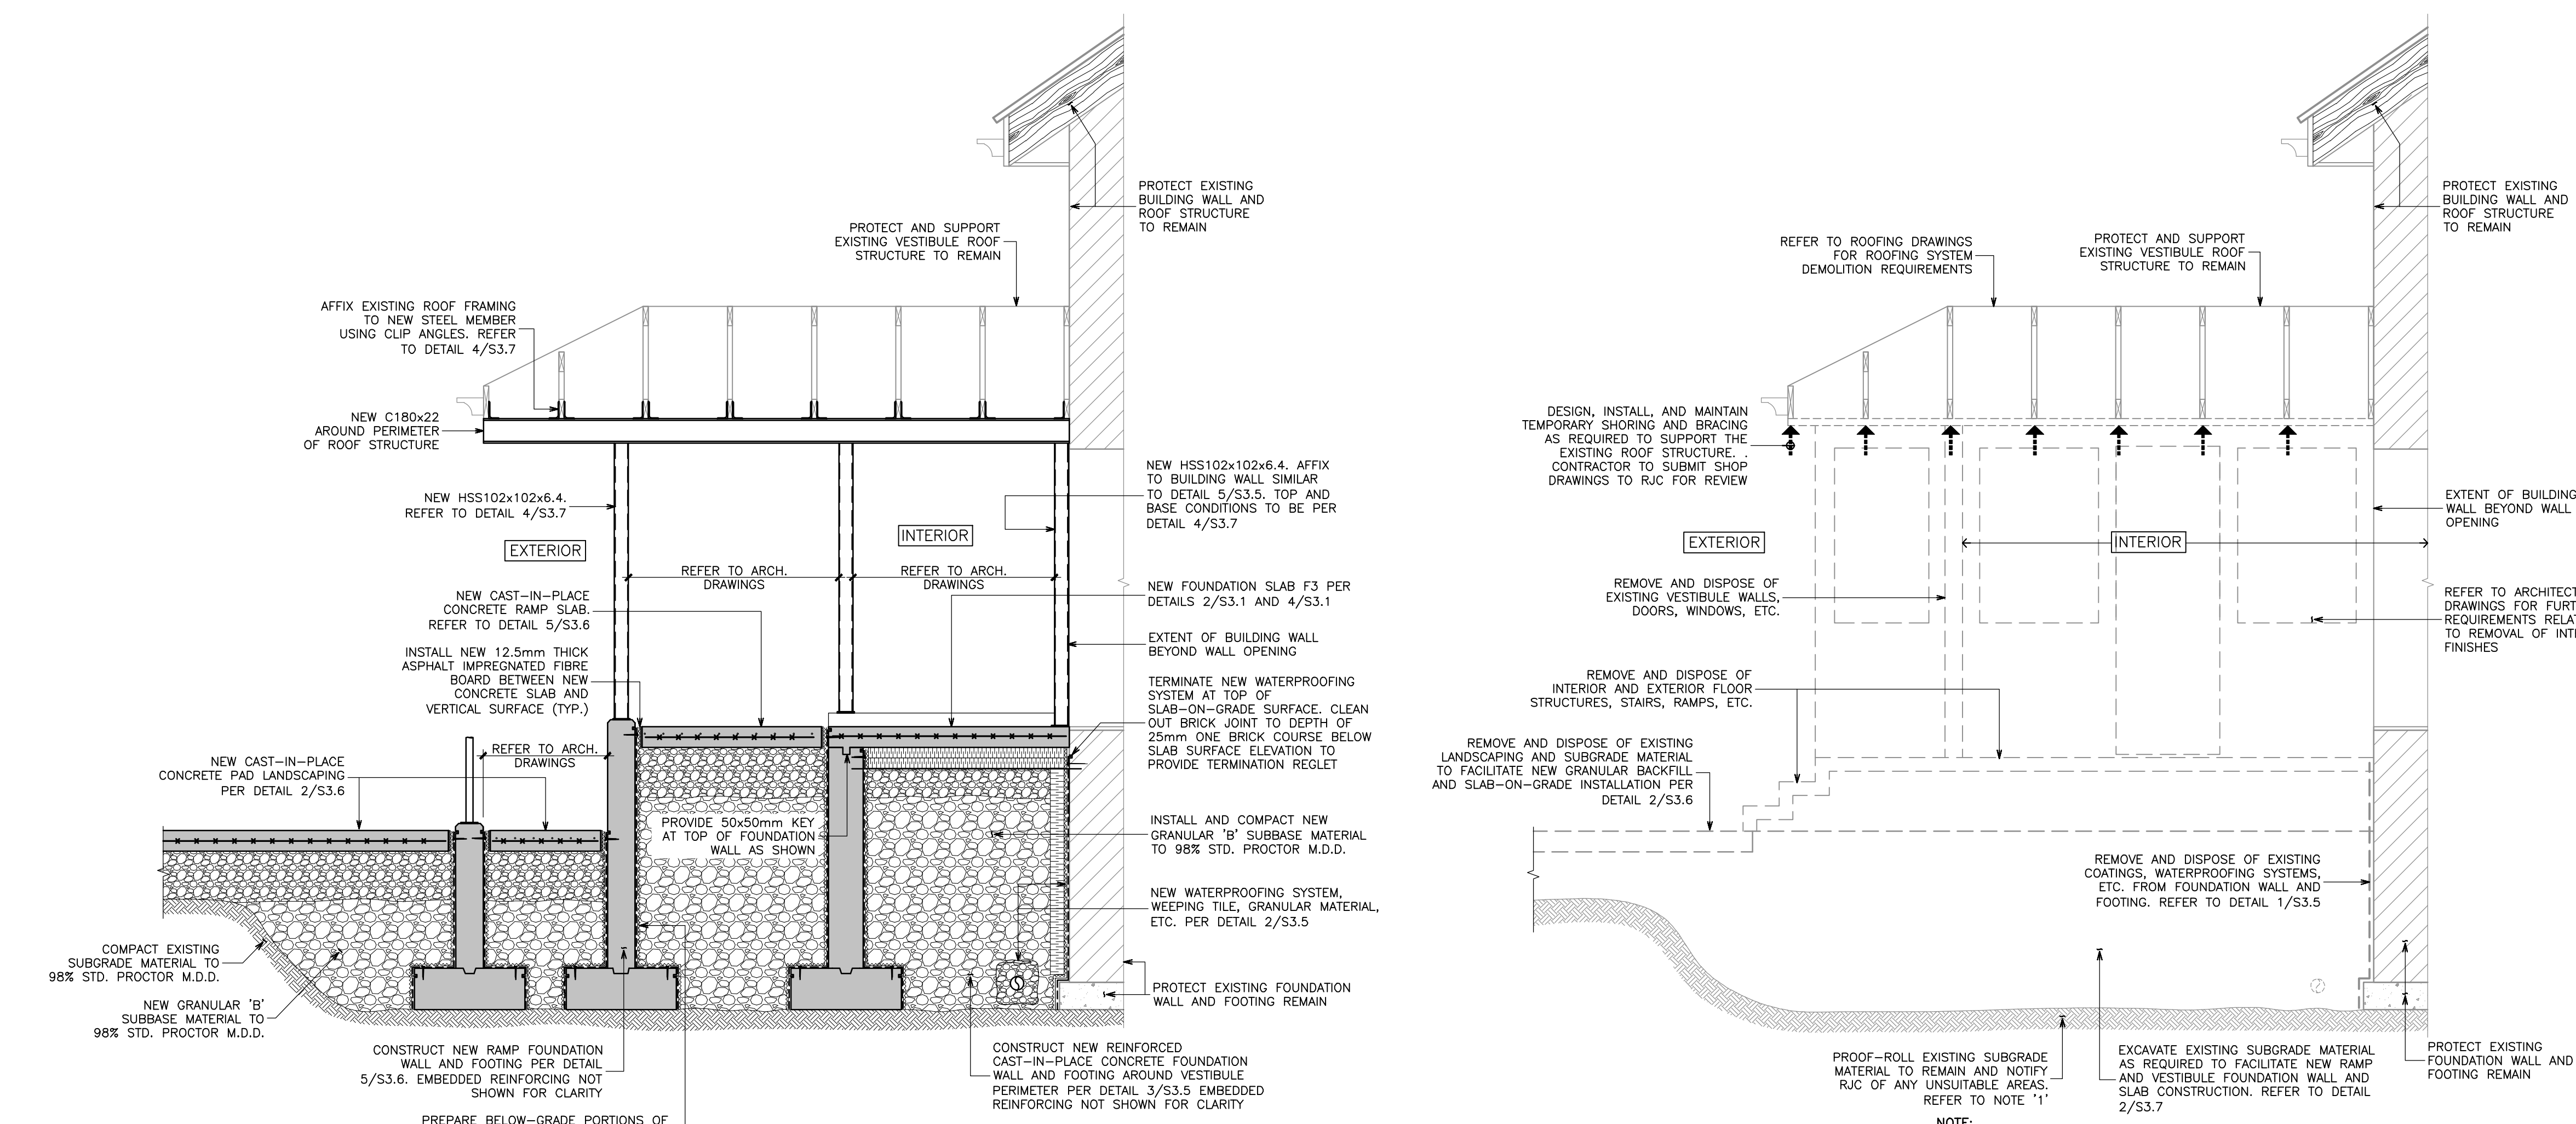 PROTECT EXISTING
BUILDING WALL AND
ROOF STRUCTURE
TO REMAIN
PROTECT AND SUPPORT
EXISTING VESTIBULE ROOF
STRUCTURE TO REMAIN
AFFIX EXISTING ROOF FRAMING
TO NEW STEEL MEMBER
USING CLIP ANGLES. REFER
TO DETAIL 4/S3.7
NEW C180x22
AROUND PERIMETER
OF ROOF STRUCTURE
NEW HSS102x102x6.4.
REFER TO DETAIL 4/S3.7
NEW HSS102x102x6.4. AFFIX
TO BUILDING WALL SIMILAR
TO DETAIL 5/S3.5. TOP AND
BASE CONDITIONS TO BE PER
DETAIL 4/S3.7
EXTERIOR
INTERIOR
REFER TO ARCH.
DRAWINGS
REFER TO ARCH.
DRAWINGS
NEW CAST-IN-PLACE
CONCRETE RAMP SLAB.
REFER TO DETAIL 5/S3.6
NEW FOUNDATION SLAB F3 PER
DETAILS 2/S3.1 AND 4/S3.1
EXTENT OF BUILDING WALL
BEYOND WALL OPENING
INSTALL NEW 12.5mm THICK
ASPHALT IMPREGNATED FIBRE
BOARD BETWEEN NEW
CONCRETE SLAB AND
VERTICAL SURFACE (TYP.)
TERMINATE NEW WATERPROOFING
SYSTEM AT TOP OF
SLAB-ON-GRADE SURFACE. CLEAN
OUT BRICK JOINT TO DEPTH OF
25mm ONE BRICK COURSE BELOW
SLAB SURFACE ELEVATION TO
PROVIDE TERMINATION REGLET
REFER TO ARCH.
DRAWINGS
NEW CAST-IN-PLACE
CONCRETE PAD LANDSCAPING
PER DETAIL 2/S3.6
PROVIDE 50x50mm KEY
AT TOP OF FOUNDATION
WALL AS SHOWN
INSTALL AND COMPACT NEW
GRANULAR 'B' SUBBASE MATERIAL
TO 98% STD. PROCTOR M.D.D.
NEW WATERPROOFING SYSTEM,
WEEPING TILE, GRANULAR MATERIAL,
ETC. PER DETAIL 2/S3.5
COMPACT EXISTING
SUBGRADE MATERIAL TO
98% STD. PROCTOR M.D.D.
NEW GRANULAR 'B'
SUBBASE MATERIAL TO
98% STD. PROCTOR M.D.D.
PROTECT EXISTING FOUNDATION
WALL AND FOOTING REMAIN
CONSTRUCT NEW RAMP FOUNDATION
WALL AND FOOTING PER DETAIL
5/S3.6. EMBEDDED REINFORCING NOT
SHOWN FOR CLARITY
CONSTRUCT NEW REINFORCED
CAST-IN-PLACE CONCRETE FOUNDATION
WALL AND FOOTING AROUND VESTIBULE
PERIMETER PER DETAIL 3/S3.5 EMBEDDED
REINFORCING NOT SHOWN FOR CLARITY
PREPARE BELOW-GRADE PORTIONS OF
PROTECT EXISTING
BUILDING WALL AND
ROOF STRUCTURE
TO REMAIN
REFER TO ROOFING DRAWINGS
FOR ROOFING SYSTEM
DEMOLITION REQUIREMENTS
PROTECT AND SUPPORT
EXISTING VESTIBULE ROOF
STRUCTURE TO REMAIN
DESIGN, INSTALL, AND MAINTAIN
TEMPORARY SHORING AND BRACING
AS REQUIRED TO SUPPORT THE
EXISTING ROOF STRUCTURE. .
CONTRACTOR TO SUBMIT SHOP
DRAWINGS TO RJC FOR REVIEW
EXTENT OF BUILDING
WALL BEYOND WALL
OPENING
EXTERIOR
INTERIOR
REMOVE AND DISPOSE OF
EXISTING VESTIBULE WALLS,
DOORS, WINDOWS, ETC.
REFER TO ARCHITECT
DRAWINGS FOR FURT
REQUIREMENTS RELA
TO REMOVAL OF INT
FINISHES
REMOVE AND DISPOSE OF
INTERIOR AND EXTERIOR FLOOR
STRUCTURES, STAIRS, RAMPS, ETC.
REMOVE AND DISPOSE OF EXISTING
LANDSCAPING AND SUBGRADE MATERIAL
TO FACILITATE NEW GRANULAR BACKFILL
AND SLAB-ON-GRADE INSTALLATION PER
DETAIL 2/S3.6
REMOVE AND DISPOSE OF EXISTING
COATINGS, WATERPROOFING SYSTEMS,
ETC. FROM FOUNDATION WALL AND
FOOTING. REFER TO DETAIL 1/S3.5
PROOF-ROLL EXISTING SUBGRADE
MATERIAL TO REMAIN AND NOTIFY
RJC OF ANY UNSUITABLE AREAS.
REFER TO NOTE '1'
EXCAVATE EXISTING SUBGRADE MATERIAL
AS REQUIRED TO FACILITATE NEW RAMP
AND VESTIBULE FOUNDATION WALL AND
SLAB CONSTRUCTION. REFER TO DETAIL
2/S3.7
PROTECT EXISTING
FOUNDATION WALL AND
FOOTING REMAIN
NOTE: